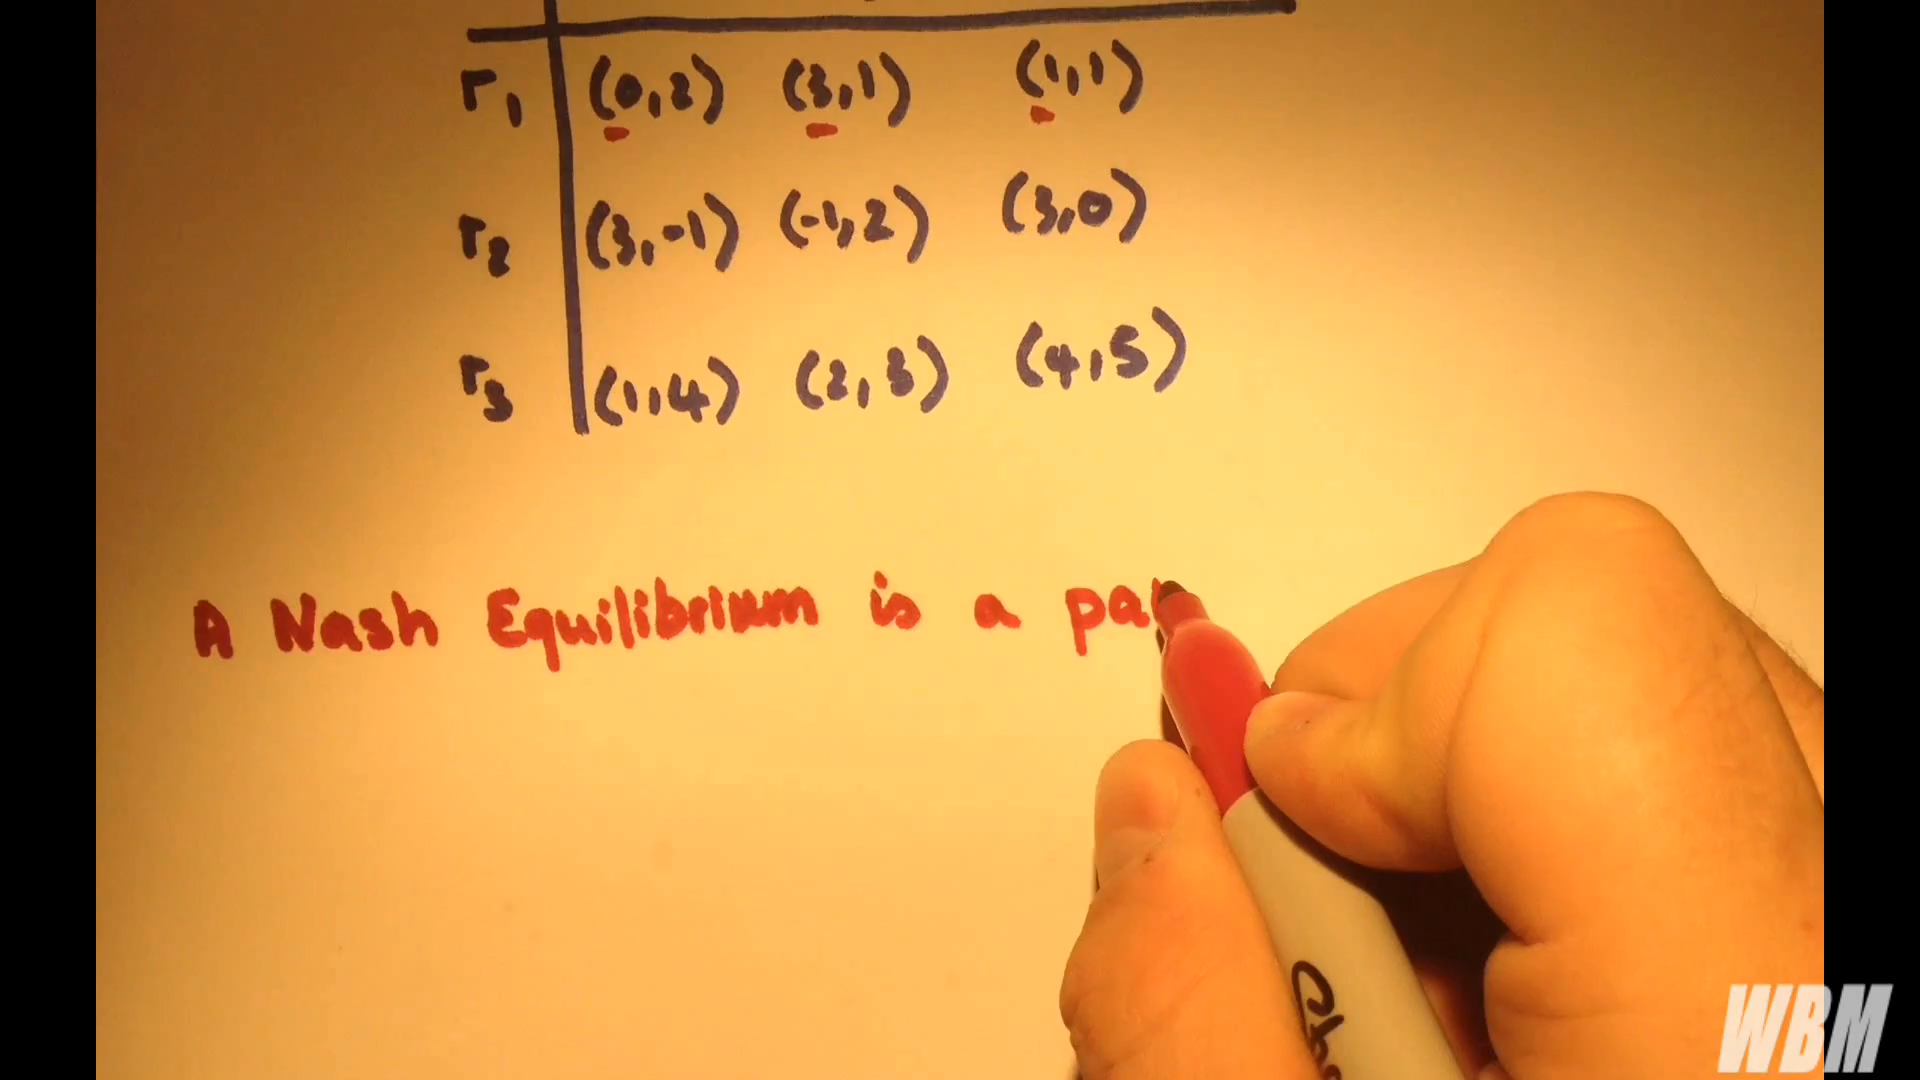 r1 (0,2) (3,1) (1,1)
r2 (3,-1) (-1,2) (3,0)
r3 (1,4) (2,3) (4,5)
A Nash Equilibrium is a pa
WBM